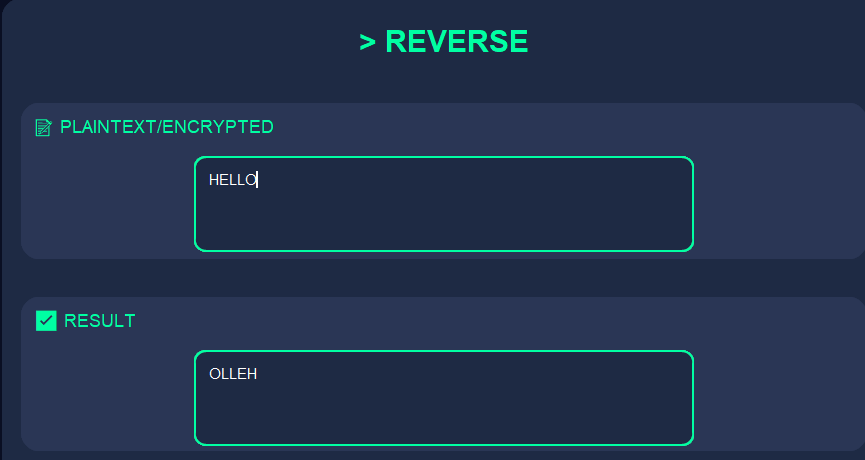 > REVERSE
PLAINTEXT/ENCRYPTED
HELLO
RESULT
OLLEH